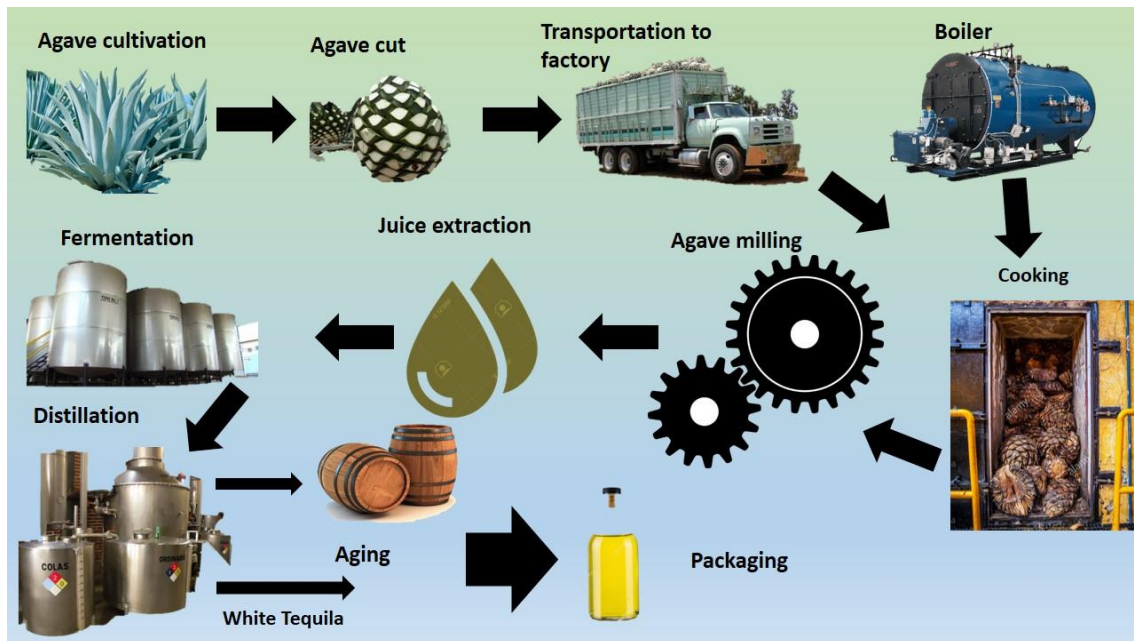 Agave cultivation
Agave cut
Transportation to
factory
Boiler
Fermentation
Juice extraction
Agave milling
Cooking
Distillation
COLAS
Aging
White Tequila
Packaging